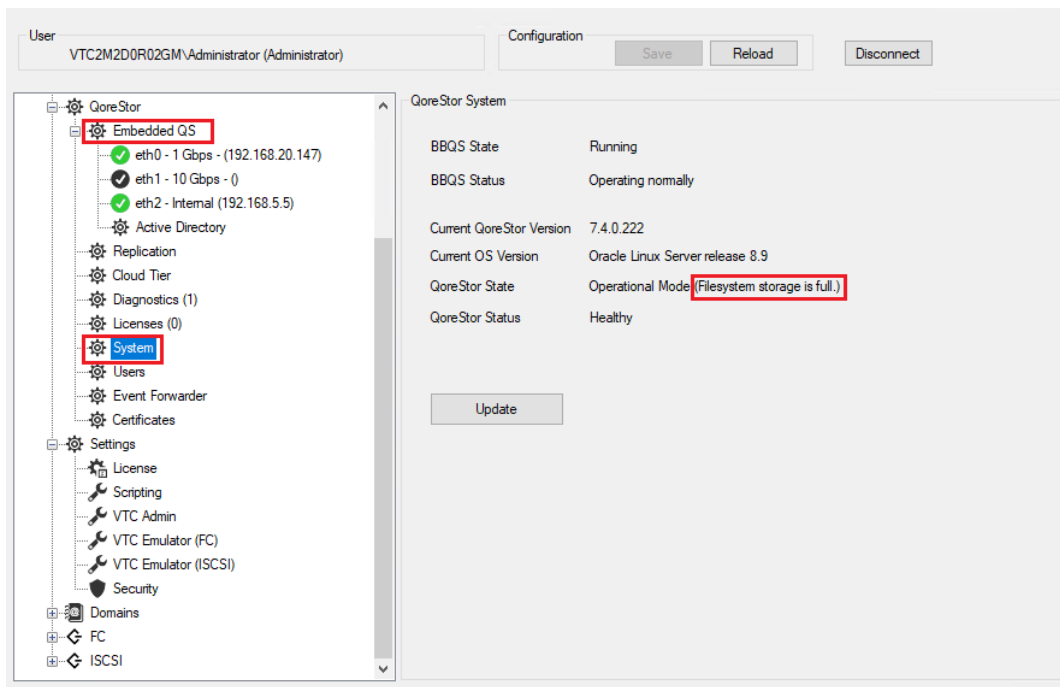 User
VTC2M2D0R02GM\Administrator (Administrator)
Configuration
Save
Reload
Disconnect
QoreStor
Embedded QS
eth0 - 1 Gbps - (192.168.20.147)
eth1 - 10 Gbps - ()
eth2 - Internal (192.168.5.5)
Active Directory
Replication
Cloud Tier
Diagnostics (1)
Licenses (0)
System
Users
Event Forwarder
Certificates
Settings
License
Scripting
VTC Admin
VTC Emulator (FC)
VTC Emulator (ISCSI)
Security
Domains
FC
ISCSI
QoreStor System
BBQS State Running
BBQS Status Operating normally
Current QoreStor Version 7.4.0.222
Current OS Version Oracle Linux Server release 8.9
QoreStor State Operational Mode (Filesystem storage is full.)
QoreStor Status Healthy
Update